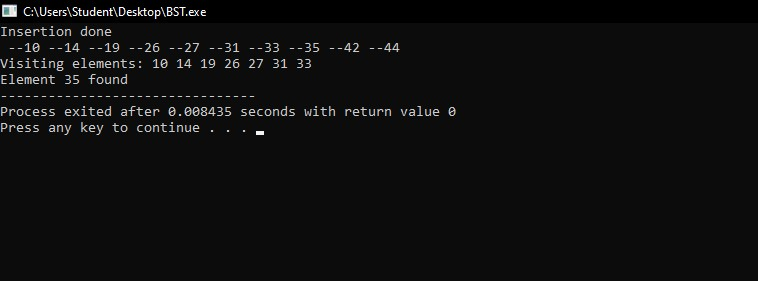 C:\Users\Student\Desktop\BST.exe
Insertion done
 --10 --14 --19 --26 --27 --31 --33 --35 --42 --44
Visiting elements: 10 14 19 26 27 31 33
Element 35 found
--------------------------------
Process exited after 0.008435 seconds with return value 0
Press any key to continue . . .